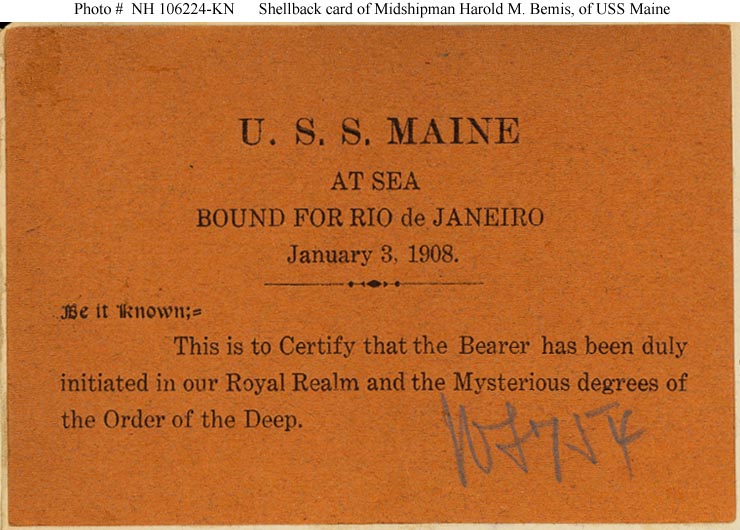 Photo # NH 106224-KN Shellback card of Midshipman Harold M. Bemis, of USS Maine
U. S. S. MAINE
AT SEA
BOUND FOR RIO de JANEIRO
January 3, 1908.
Be it known;=
This is to Certify that the Bearer has been duly
initiated in our Royal Realm and the Mysterious degrees of
the Order of the Deep.